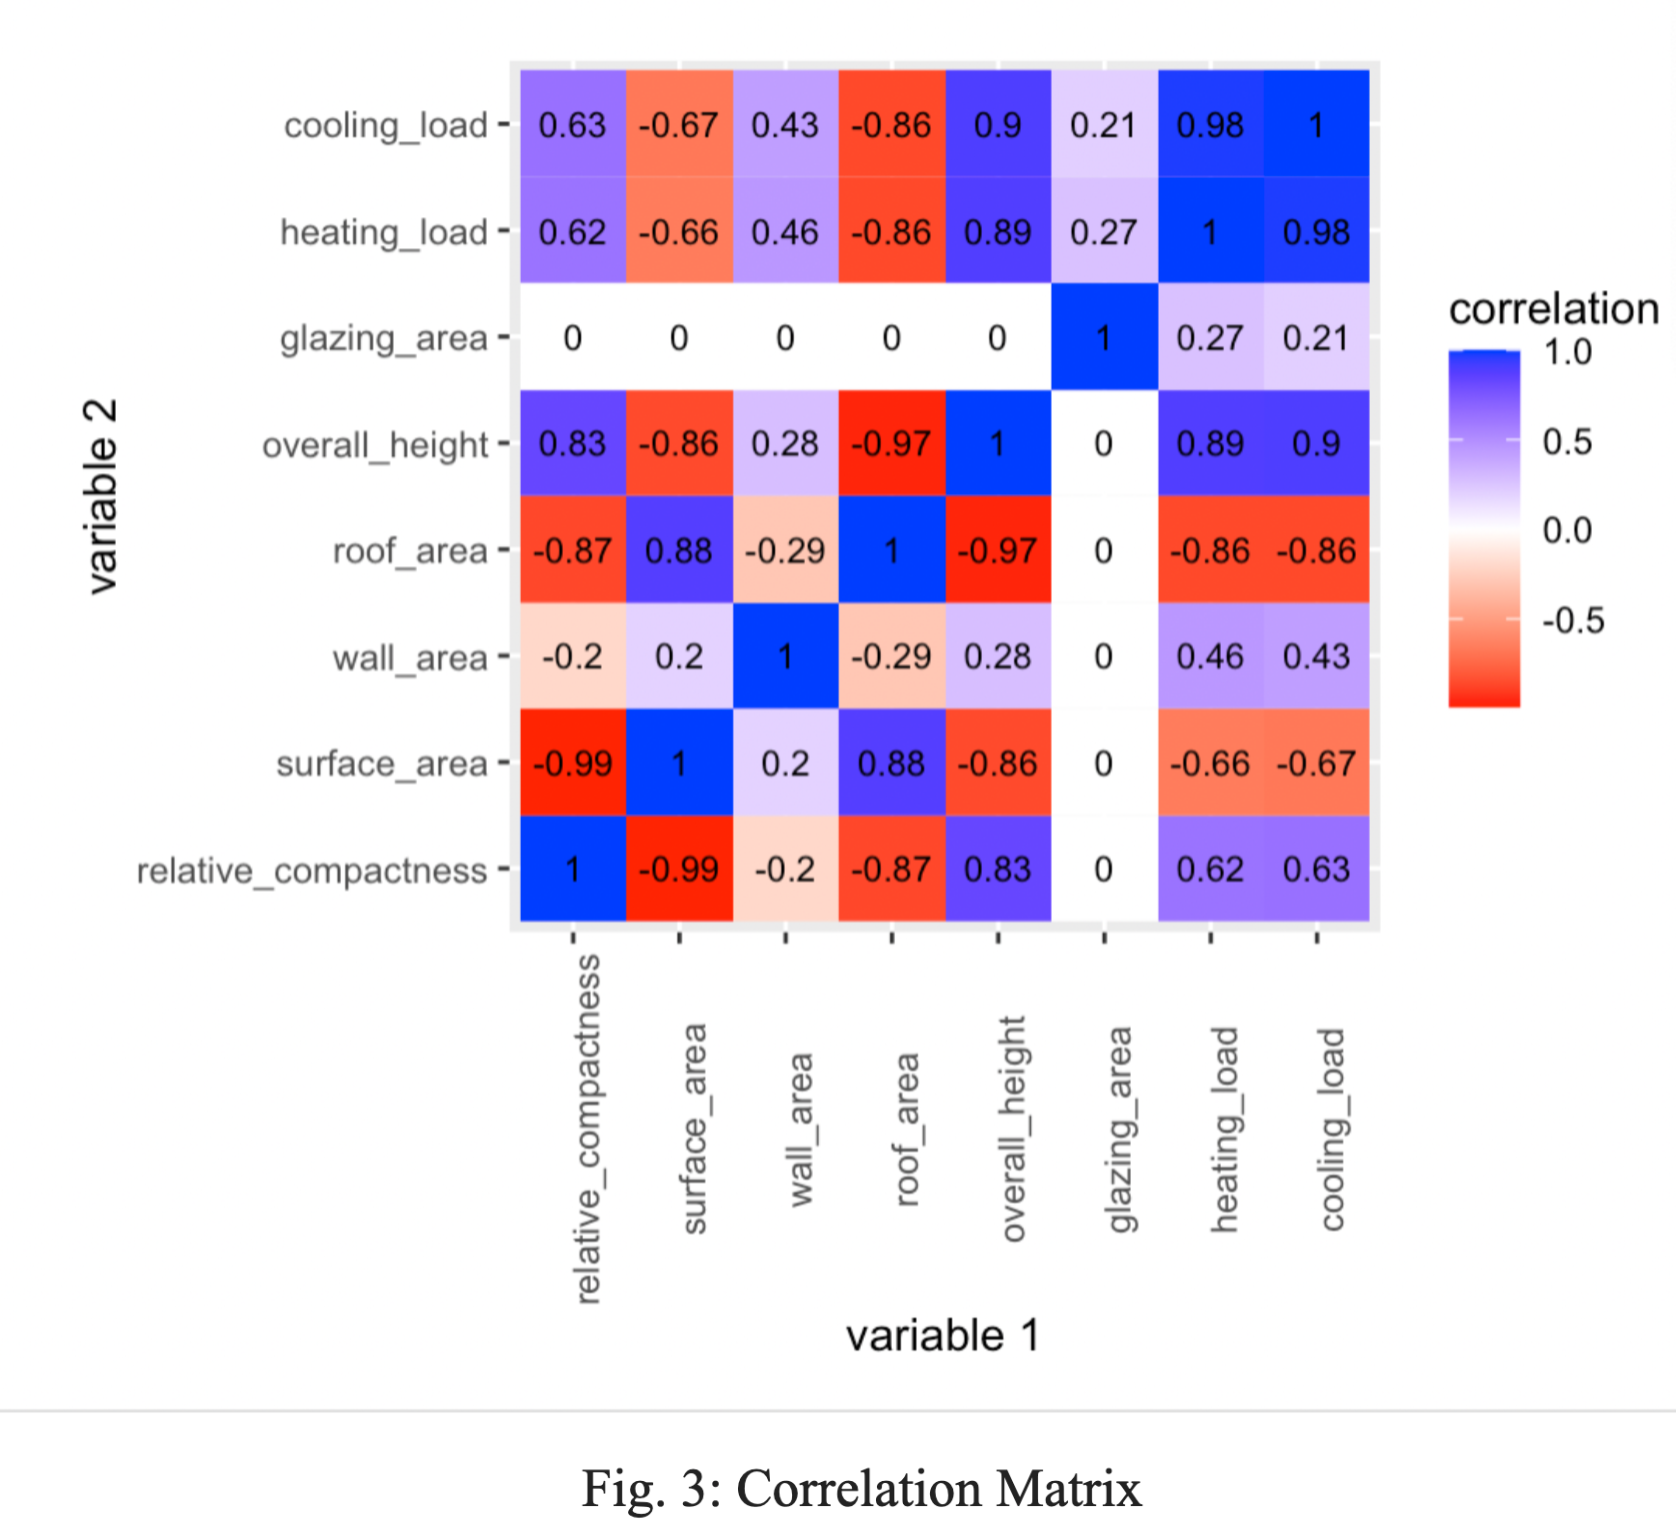 cooling_load 0.63 -0.67 0.43 -0.86 0.9 0.21 0.98 1
heating_load 0.62 -0.66 0.46 -0.86 0.89 0.27 1 0.98
glazing_area 0 0 0 0 0 1 0.27 0.21
overall_height 0.83 -0.86 0.28 -0.97 1 0 0.89 0.9
roof_area -0.87 0.88 -0.29 1 -0.97 0 -0.86 -0.86
wall_area -0.2 0.2 1 -0.29 0.28 0 0.46 0.43
surface_area -0.99 1 0.2 0.88 -0.86 0 -0.66 -0.67
relative_compactness 1 -0.99 -0.2 -0.87 0.83 0 0.62 0.63
variable 2
relative_compactness
surface_area
wall_area
roof_area
overall_height
glazing_area
heating_load
cooling_load
variable 1
correlation
1.0
0.5
0.0
-0.5
Fig. 3: Correlation Matrix